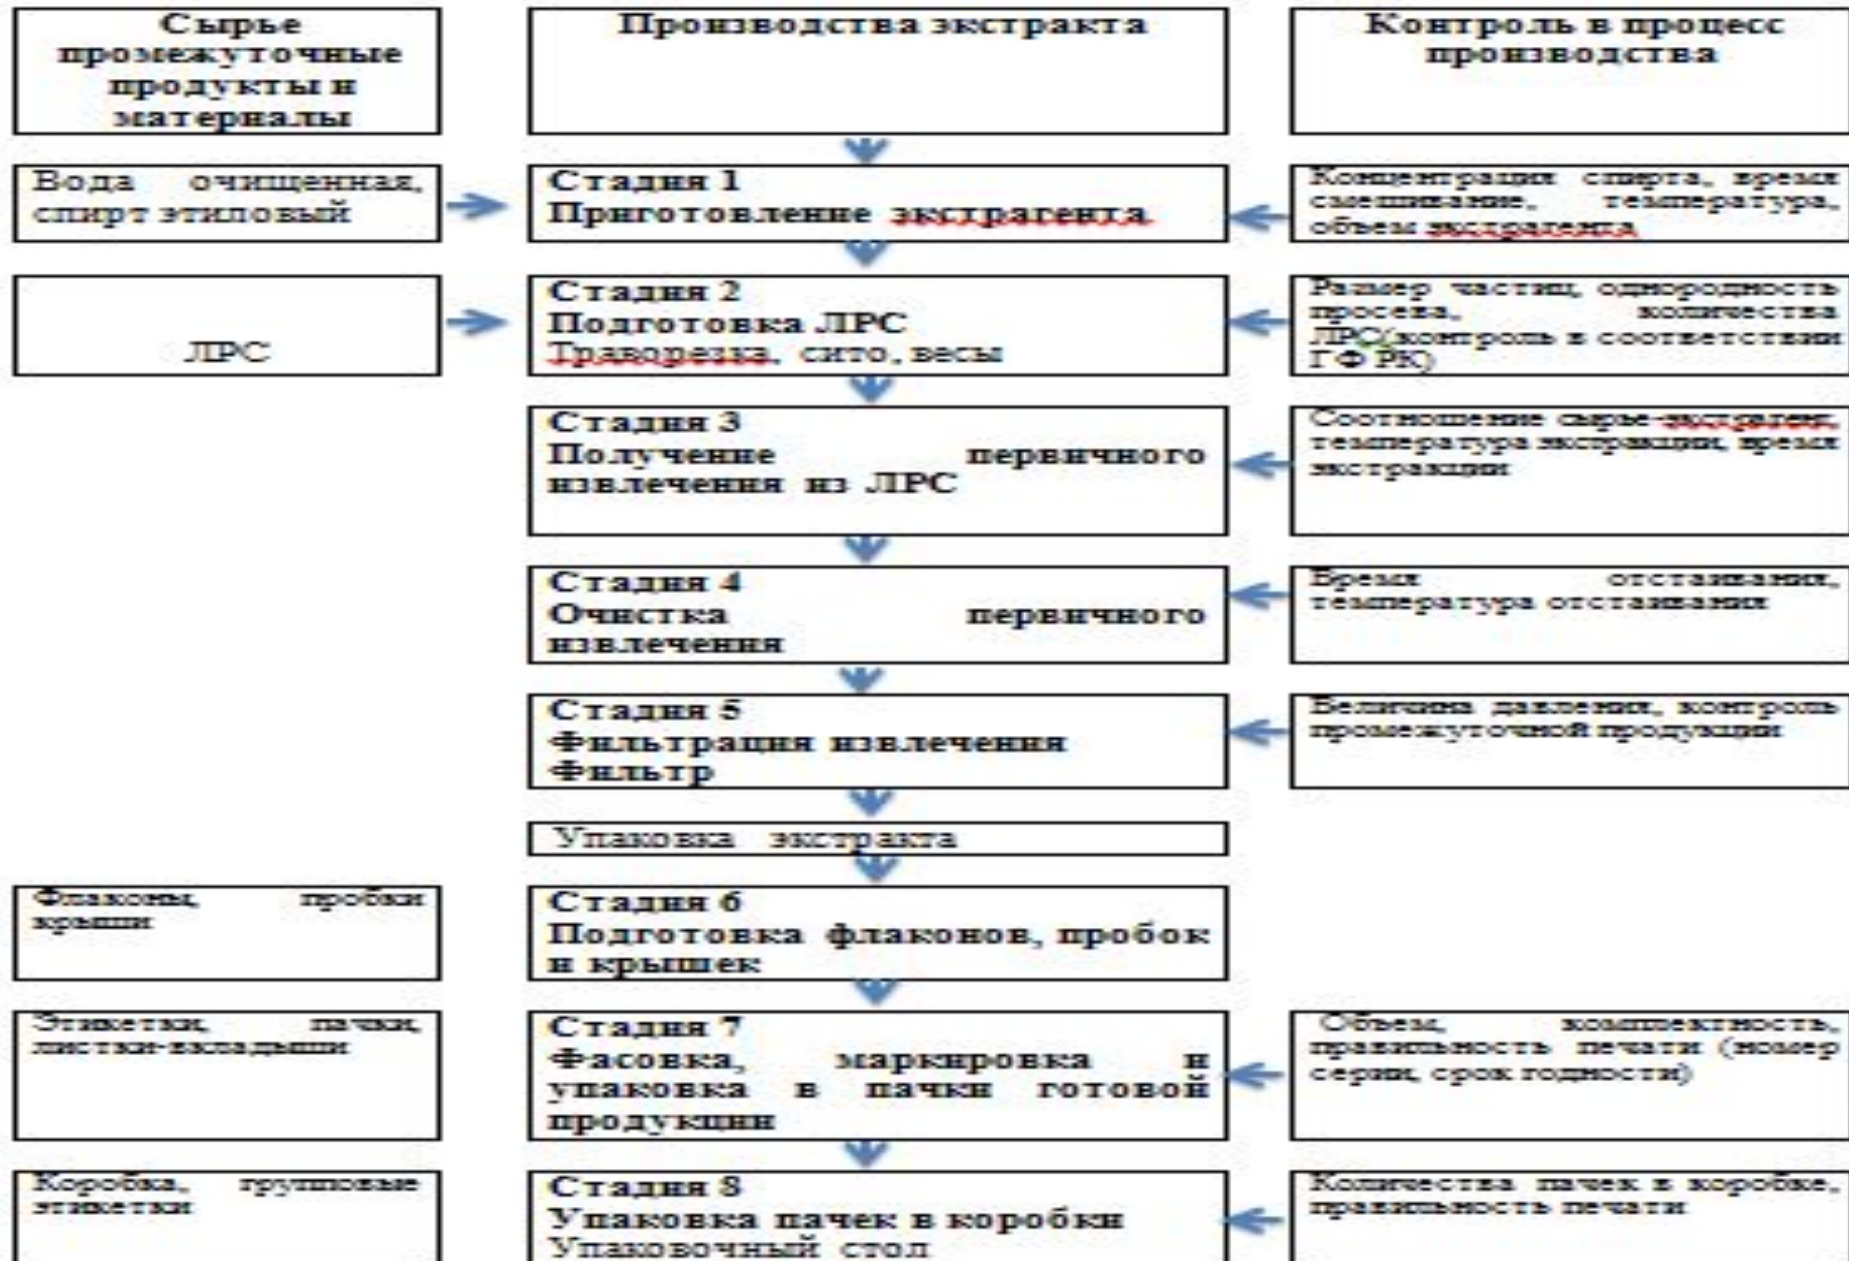 Сырье
промежуточные
продукты и
материалы
Производства экстракта
Контроль в процесс
производства
Вода очищенная,
спирт этиловый
Стадия 1
Приготовление экстрагента
Концентрация спирта, время
смешивание, температура,
объем экстрагента
ЛРС
Стадия 2
Подготовка ЛРС
Траворезка, сито, весы
Размер частиц, однородность
просева, количества
ЛРС(контроль в соответствии
ГФ РК)
Стадия 3
Получение первичного
извлечения из ЛРС
Соотношение сырье-экстрагент,
температура экстракции, время
экстракции
Стадия 4
Очистка первичного
извлечения
Время отстаивания,
температура отстаивания
Стадия 5
Фильтрация извлечения
Фильтр
Величина давления, контроль
промежуточной продукции
Упаковка экстракта
Флаконы, пробки
крыши
Стадия 6
Подготовка флаконов, пробок
и крышек
Этикетки, пачки,
листки-вкладыши
Стадия 7
Фасовка, маркировка и
упаковка в пачки готовой
продукции
Объем, комплектность,
правильность печати (номер
серии, срок годности)
Коробка, групповые
этикетки
Стадия 8
Упаковка пачек в коробки
Упаковочный стол
Количества пачек в коробке,
правильность печати